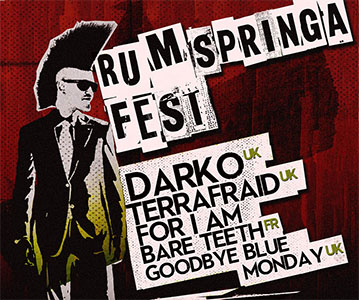 RUMSPRINGA
FEST
DARKO UK
TERRAFRAID UK
FOR I AM
BARE TEETH FR
GOODBYE BLUE
MONDAY UK